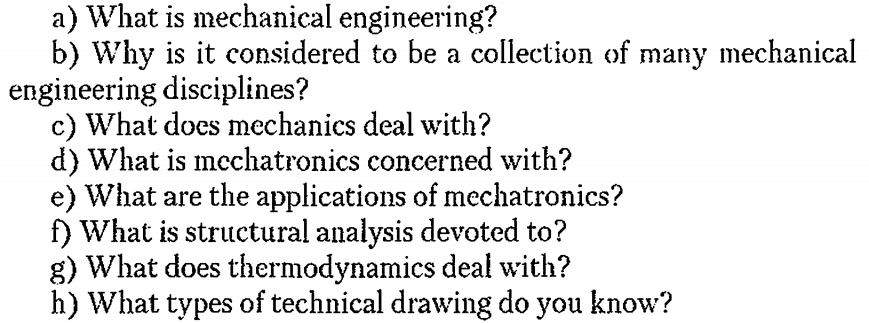 a) What is mechanical engineering?
b) Why is it considered to be a collection of many mechanical
engineering disciplines?
c) What does mechanics deal with?
d) What is mechatronics concerned with?
e) What are the applications of mechatronics?
f) What is structural analysis devoted to?
g) What does thermodynamics deal with?
h) What types of technical drawing do you know?